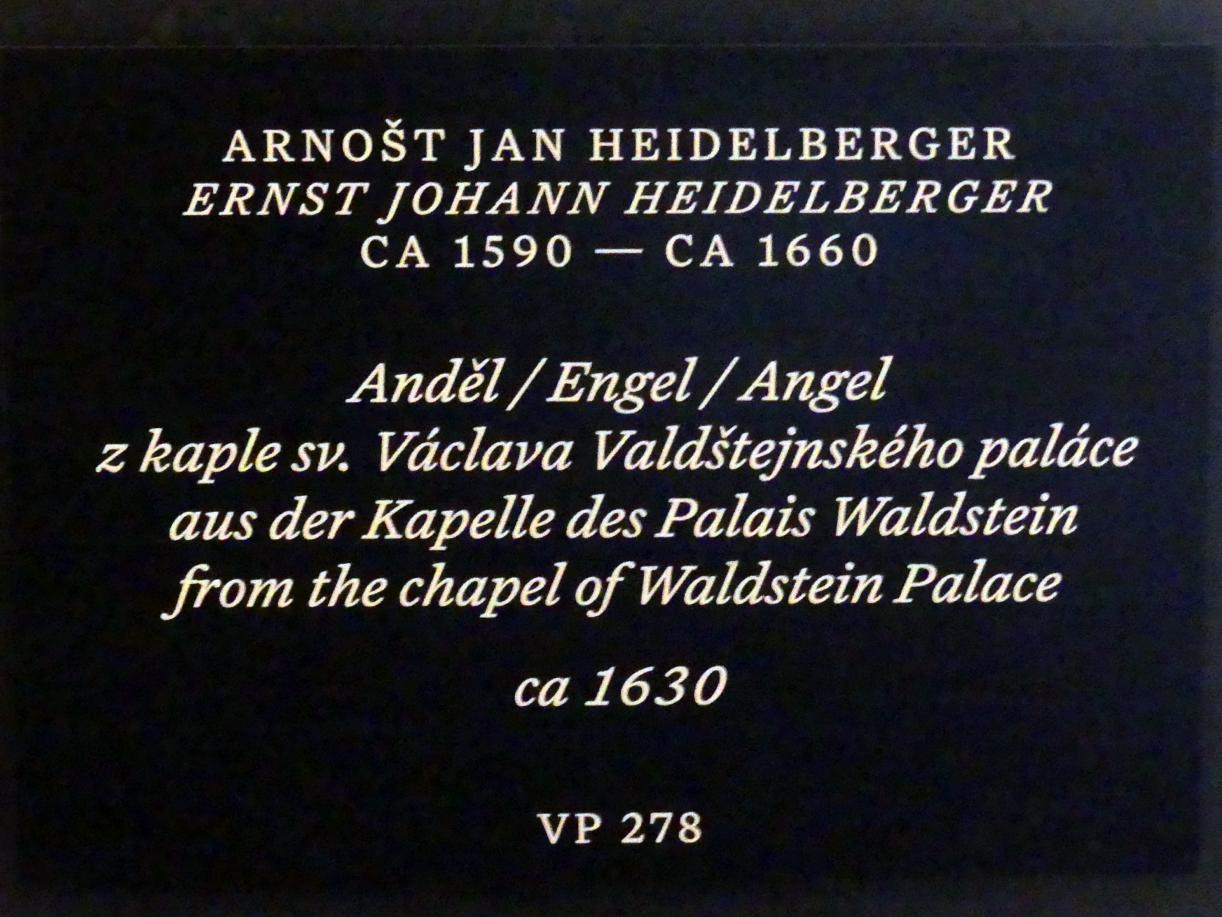 ARNOŠT JAN HEIDELBERGER
ERNST JOHANN HEIDELBERGER
CA 1590 — CA 1660
Anděl / Engel / Angel
z kaple sv. Václava Valdštejnského paláce
aus der Kapelle des Palais Waldstein
from the chapel of Waldstein Palace
ca 1630
VP 278